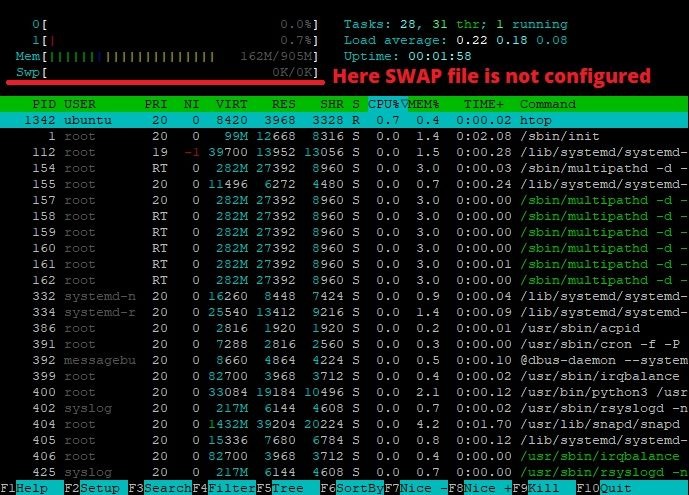 0[ 0.0%] Tasks: 28, 31 thr; 1 running
1[| 0.7%] Load average: 0.22 0.18 0.08
Mem[||||||||||||||||||||||| 162M/905M] Uptime: 00:01:58
Swp[ 0K/0K] Here SWAP file is not configured
PID USER PRI NI VIRT RES SHR S CPU%▽MEM% TIME+ Command
1342 ubuntu 20 0 8420 3968 3328 R 0.7 0.4 0:00.02 htop
1 root 20 0 99M 12668 8316 S 0.0 1.4 0:02.08 /sbin/init
112 root 19 -1 39700 13952 13056 S 0.0 1.5 0:00.28 /lib/systemd/systemd-
154 root RT 0 282M 27392 8960 S 0.0 3.0 0:00.03 /sbin/multipathd -d -
155 root 20 0 11496 6272 4480 S 0.0 0.7 0:00.24 /lib/systemd/systemd-
157 root 20 0 282M 27392 8960 S 0.0 3.0 0:00.00 /sbin/multipathd -d -
158 root RT 0 282M 27392 8960 S 0.0 3.0 0:00.00 /sbin/multipathd -d -
159 root RT 0 282M 27392 8960 S 0.0 3.0 0:00.00 /sbin/multipathd -d -
160 root RT 0 282M 27392 8960 S 0.0 3.0 0:00.00 /sbin/multipathd -d -
161 root RT 0 282M 27392 8960 S 0.0 3.0 0:00.01 /sbin/multipathd -d -
162 root RT 0 282M 27392 8960 S 0.0 3.0 0:00.00 /sbin/multipathd -d -
332 systemd-n 20 0 16260 8448 7424 S 0.0 0.9 0:00.04 /lib/systemd/systemd-
334 systemd-r 20 0 25540 13412 9216 S 0.0 1.4 0:00.09 /lib/systemd/systemd-
386 root 20 0 2816 1920 1920 S 0.0 0.2 0:00.01 /usr/sbin/acpid
391 root 20 0 7288 2816 2560 S 0.0 0.3 0:00.00 /usr/sbin/cron -f -P
392 messagebu 20 0 8660 4864 4224 S 0.0 0.5 0:00.10 @dbus-daemon --system
399 root 20 0 82700 3968 3712 S 0.0 0.4 0:00.02 /usr/sbin/irqbalance
400 root 20 0 33084 19184 10496 S 0.0 2.1 0:00.12 /usr/bin/python3 /usr
402 syslog 20 0 217M 6144 4608 S 0.0 0.7 0:00.02 /usr/sbin/rsyslogd -n
404 root 20 0 1432M 39204 20224 S 0.0 4.2 0:01.70 /usr/lib/snapd/snapd
405 root 20 0 15336 7680 6784 S 0.0 0.8 0:00.12 /lib/systemd/systemd-
406 root 20 0 82700 3968 3712 S 0.0 0.4 0:00.00 /usr/sbin/irqbalance
425 syslog 20 0 217M 6144 4608 S 0.0 0.7 0:00.00 /usr/sbin/rsyslogd -n
F1Help F2Setup F3SearchF4FilterF5Tree F6SortByF7Nice -F8Nice +F9Kill F10Quit